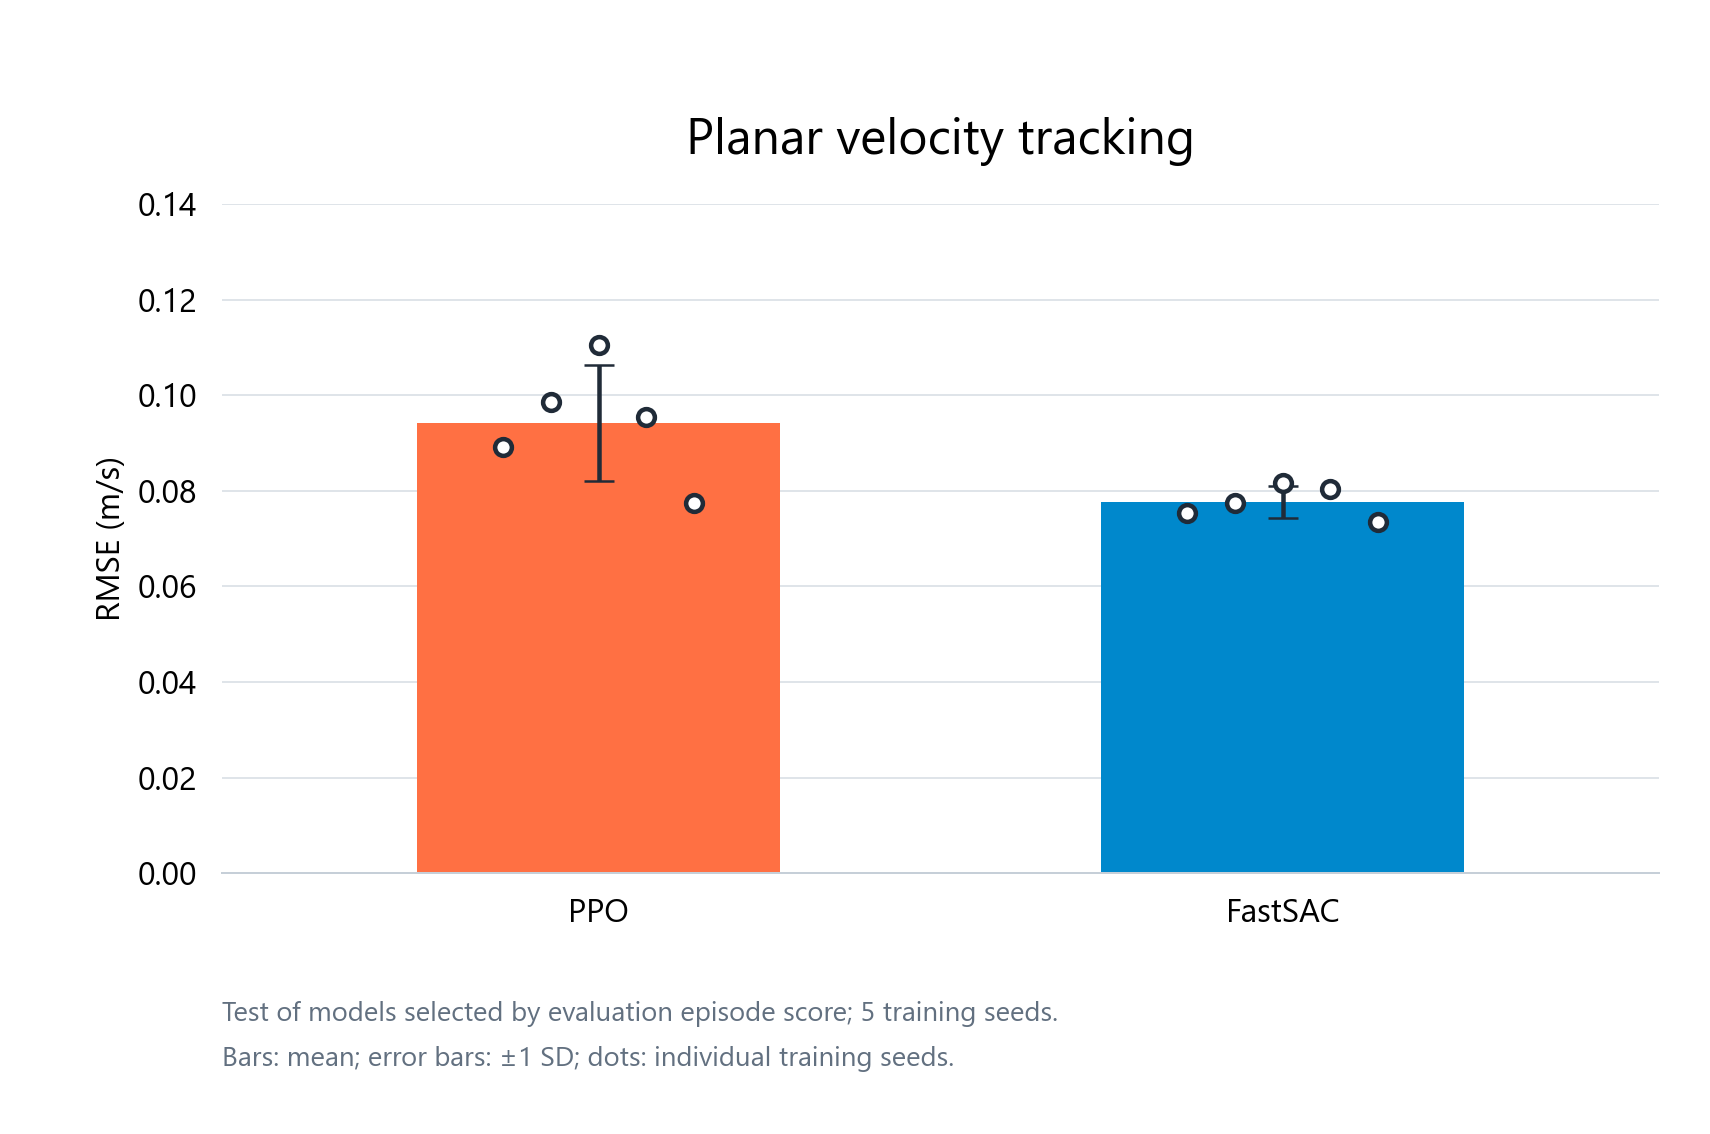 Planar velocity tracking
0.14
0.12
0.10
0.08
0.06
0.04
0.02
0.00
RMSE (m/s)
PPO
FastSAC
Test of models selected by evaluation episode score; 5 training seeds.
Bars: mean; error bars: ±1 SD; dots: individual training seeds.